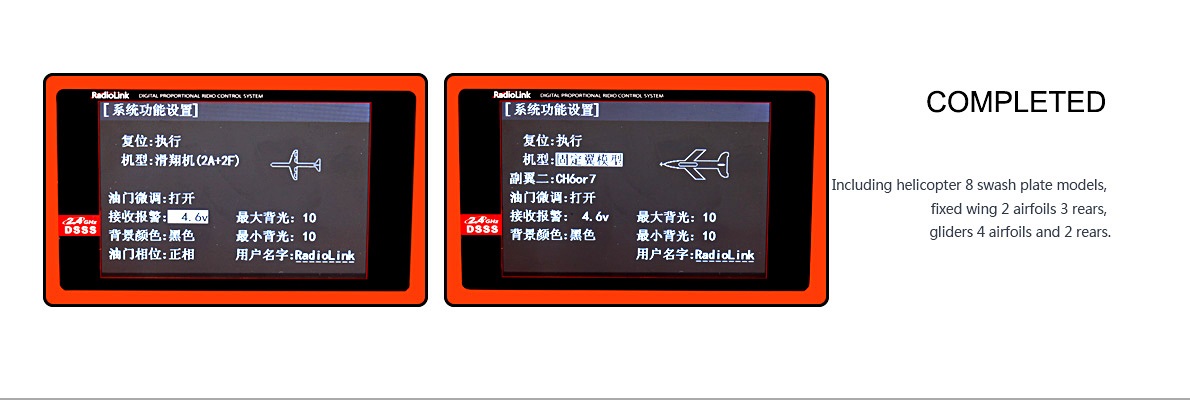 RadioLink DIGITAL PROPORTIONAL RIDIO CONTROL SYSTEM
[系统功能设置]
复位:执行
机型:滑翔机(2A+2F)
油门微调:打开
接收报警: 4.6v 最大背光: 10
背景颜色:黑色 最小背光: 10
油门相位:正相 用户名字:RadioLink
2.4GHz
DSSS
RadioLink DIGITAL PROPORTIONAL RIDIO CONTROL SYSTEM
[系统功能设置]
复位:执行
机型:固定翼模型
副翼二:CH6or7
油门微调:打开
接收报警: 4.6v 最大背光: 10
背景颜色:黑色 最小背光: 10
用户名字:RadioLink
2.4GHz
DSSS
COMPLETED
Including helicopter 8 swash plate models,
fixed wing 2 airfoils 3 rears,
gliders 4 airfoils and 2 rears.